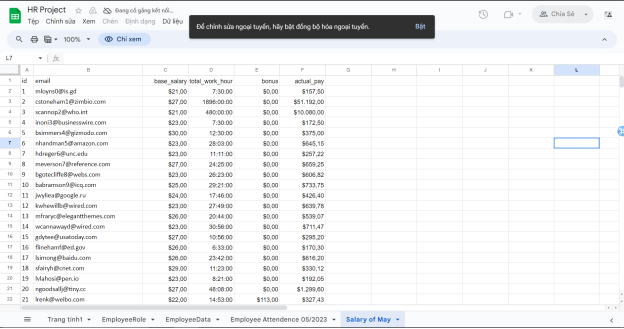 HR Project Đang cố gắng kết nối...
Tệp Chỉnh sửa Xem Chèn Định dạng Dữ liệu
Để chỉnh sửa ngoại tuyến, hãy bật đồng bộ hóa ngoại tuyến. Bật
Chia Sẻ
100% Chỉ xem
L7 fx
A B C D E F G H I J K L M
1 id email base_salary total_work_hour bonus actual_pay
2 1 mloyns0@is.gd $21,00 7:30:00 $0,00 $157,50
3 2 cstoneham1@zimbio.com $27,00 1896:00:00 $0,00 $51.192,00
4 3 scannop2@who.int $21,00 480:00:00 $0,00 $10.080,00
5 4 inoni3@businesswire.com $23,00 7:30:00 $0,00 $172,50
6 5 bsimmers4@gizmodo.com $30,00 12:30:00 $0,00 $375,00
7 6 nhandman5@amazon.com $23,00 28:03:00 $0,00 $645,15
8 7 hdreger6@unc.edu $23,00 11:11:00 $0,00 $257,22
9 8 meverson7@reference.com $27,00 24:25:00 $0,00 $659,25
10 9 bgotecliffe8@webs.com $23,00 26:23:00 $0,00 $606,82
11 10 babramson9@icq.com $25,00 29:21:00 $0,00 $733,75
12 11 jwyliea@google.ru $24,00 17:46:00 $0,00 $426,40
13 12 kwhewillb@wired.com $23,00 27:49:00 $0,00 $639,78
14 13 mfraryc@elegantthemes.com $26,00 20:44:00 $0,00 $539,07
15 14 wcannawayd@wired.com $23,00 30:56:00 $0,00 $711,47
16 15 gdytee@usatoday.com $27,00 10:56:00 $0,00 $295,20
17 16 flinehamf@ed.gov $26,00 6:33:00 $0,00 $170,30
18 17 lsimong@baidu.com $26,00 23:42:00 $0,00 $616,20
19 18 sfairyh@cnet.com $29,00 11:23:00 $0,00 $330,12
20 19 lvlahosi@pen.io $23,00 8:21:00 $0,00 $192,05
21 20 ngoodsallj@tiny.cc $27,00 48:08:00 $0,00 $1.299,60
22 21 lrenk@weibo.com $22,00 14:53:00 $113,00 $327,43
Trang tính1 EmployeeRole EmployeeData Employee Attendence 05/2023 Salary of May